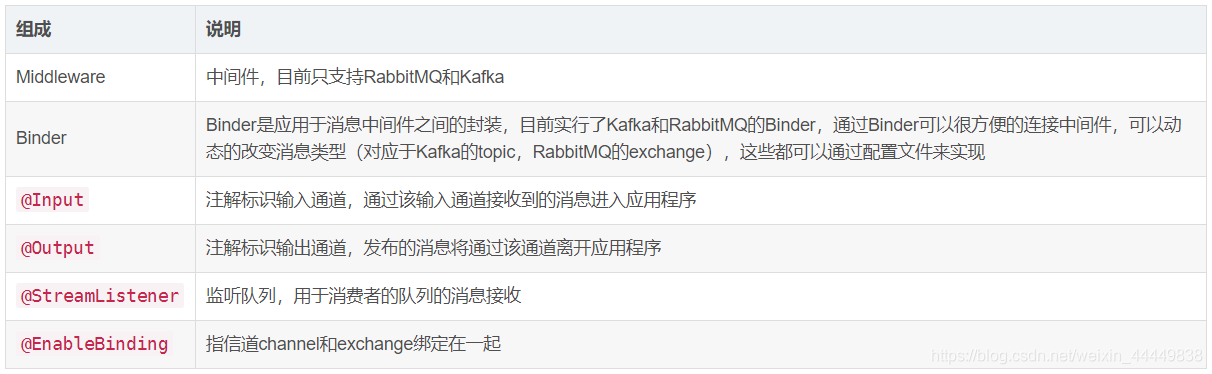 组成 说明
Middleware 中间件，目前只支持RabbitMQ和Kafka
Binder Binder是应用于消息中间件之间的封装，目前实行了Kafka和RabbitMQ的Binder，通过Binder可以很方便的连接中间件，可以动
态的改变消息类型（对应于Kafka的topic，RabbitMQ的exchange），这些都可以通过配置文件来实现
@Input 注解标识输入通道，通过该输入通道接收到的消息进入应用程序
@Output 注解标识输出通道，发布的消息将通过该通道离开应用程序
@StreamListener 监听队列，用于消费者的队列的消息接收
@EnableBinding 指信道channel和exchange绑定在一起
https://blog.csdn.net/weixin_44449838